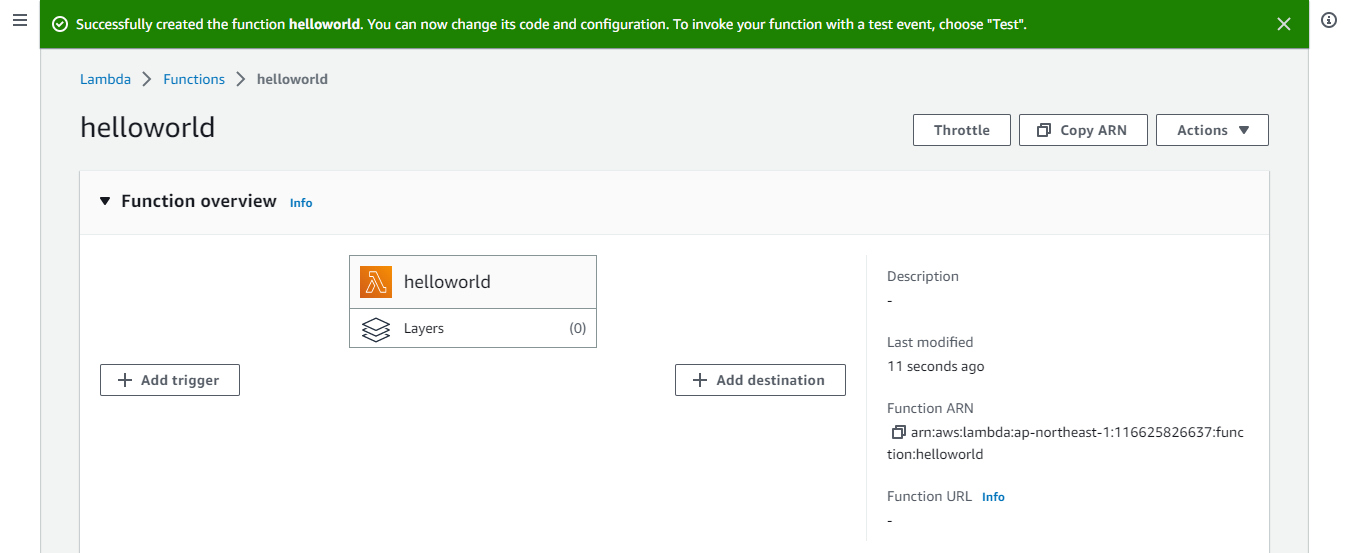 Successfully created the function helloworld. You can now change its code and configuration. To invoke your function with a test event, choose "Test".
Lambda > Functions > helloworld
helloworld
Throttle
Copy ARN
Actions
Function overview Info
helloworld
Layers (0)
Add trigger
Add destination
Description
-
Last modified
11 seconds ago
Function ARN
arn:aws:lambda:ap-northeast-1:116625826637:func
tion:helloworld
Function URL Info
-